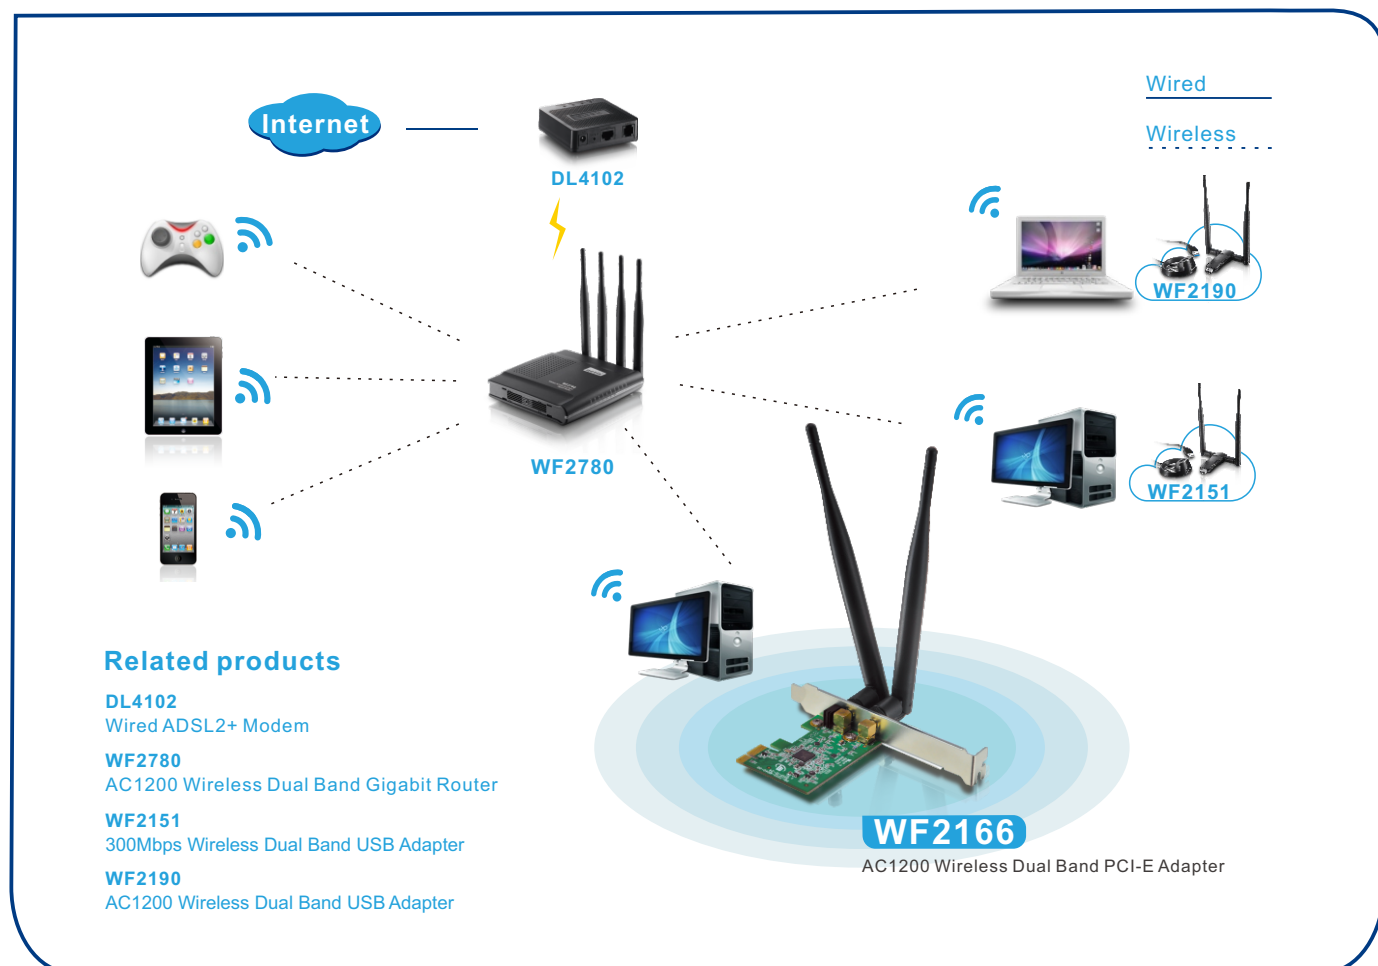 Wired
Internet
Wireless
DL4102
WF2190
WF2780
WF2151
Related products
DL4102
Wired ADSL2+ Modem
WF2780
AC1200 Wireless Dual Band Gigabit Router
WF2151
300Mbps Wireless Dual Band USB Adapter
WF2190
AC1200 Wireless Dual Band USB Adapter
WF2166
AC1200 Wireless Dual Band PCI-E Adapter